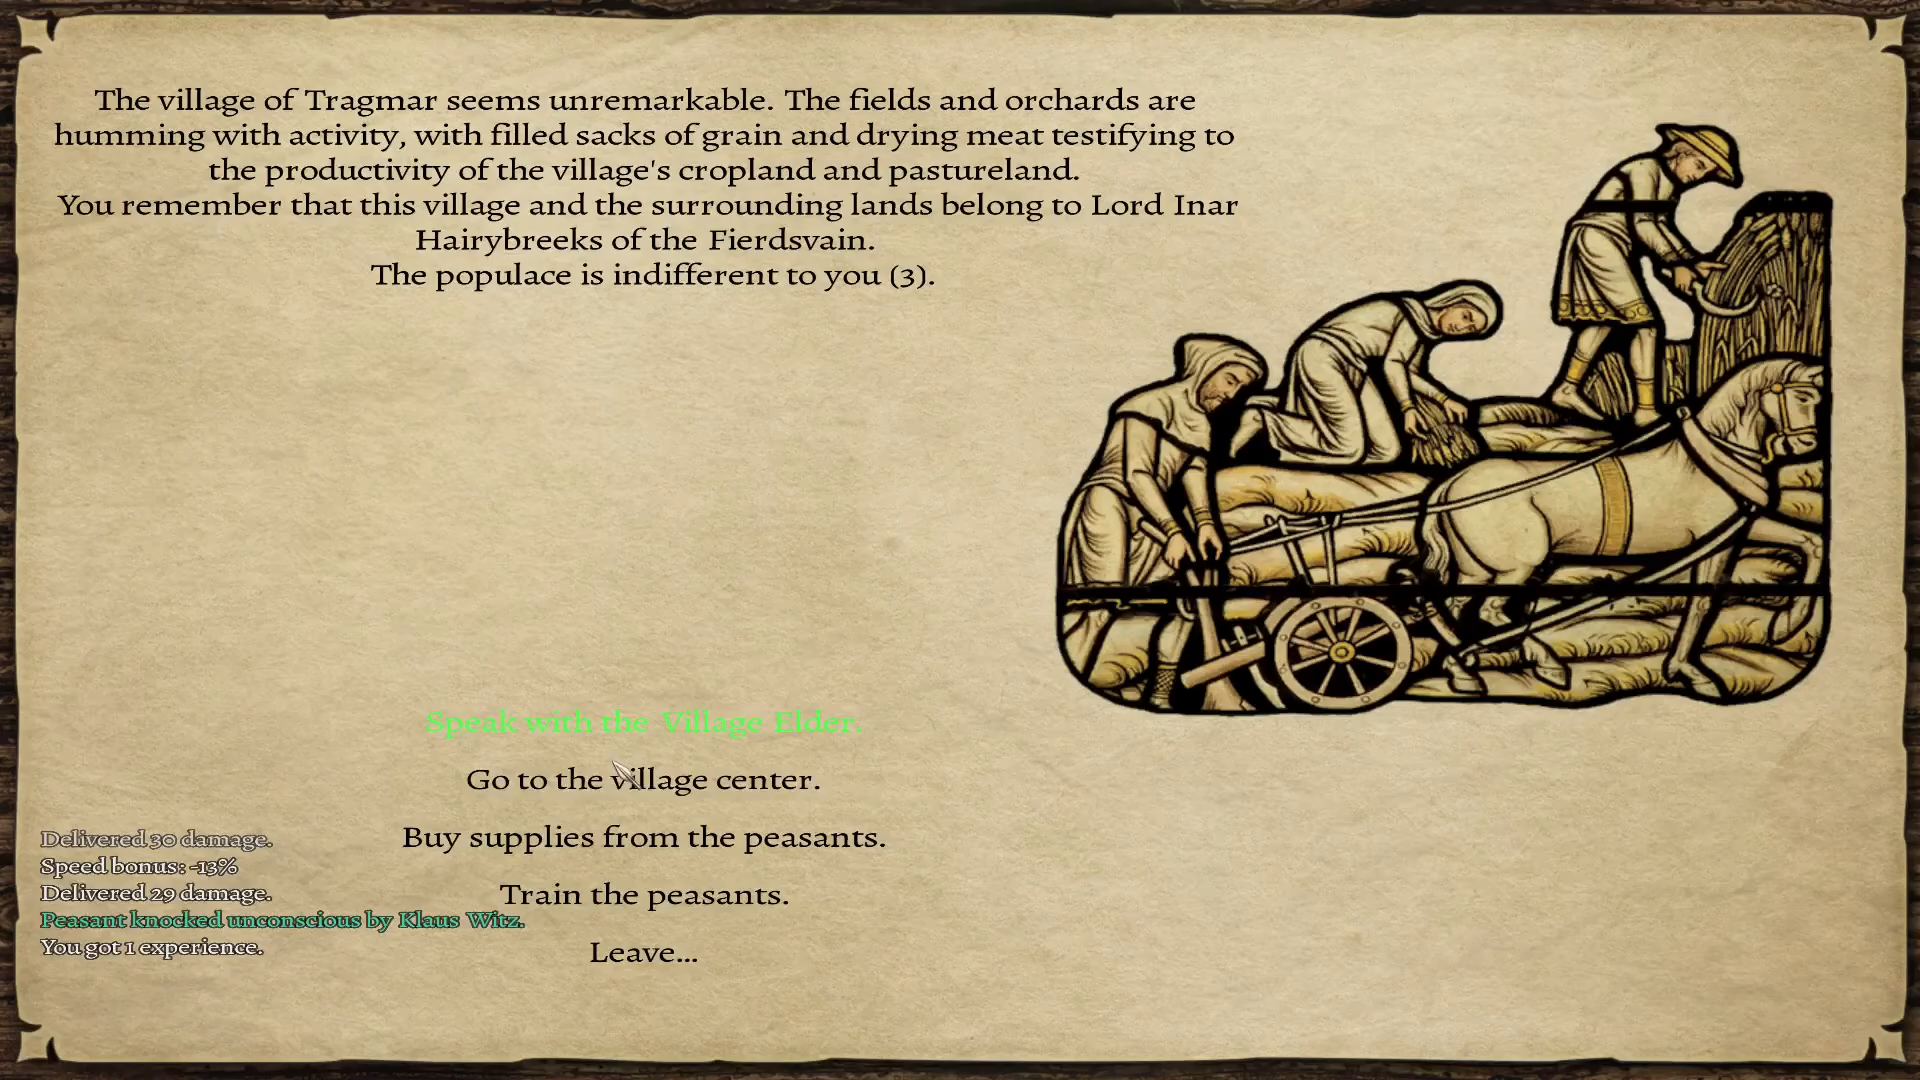 The village of Tragmar seems unremarkable. The fields and orchards are
humming with activity, with filled sacks of grain and drying meat testifying to
the productivity of the village's cropland and pastureland.
You remember that this village and the surrounding lands belong to Lord Inar
Hairybreeks of the Fierdsvain.
The populace is indifferent to you (3).
Speak with the Village Elder.
Go to the village center.
Buy supplies from the peasants.
Train the peasants.
Leave...
Delivered 30 damage.
Speed bonus: -13%
Delivered 29 damage.
Peasant knocked unconscious by Klaus Witz.
You got 1 experience.